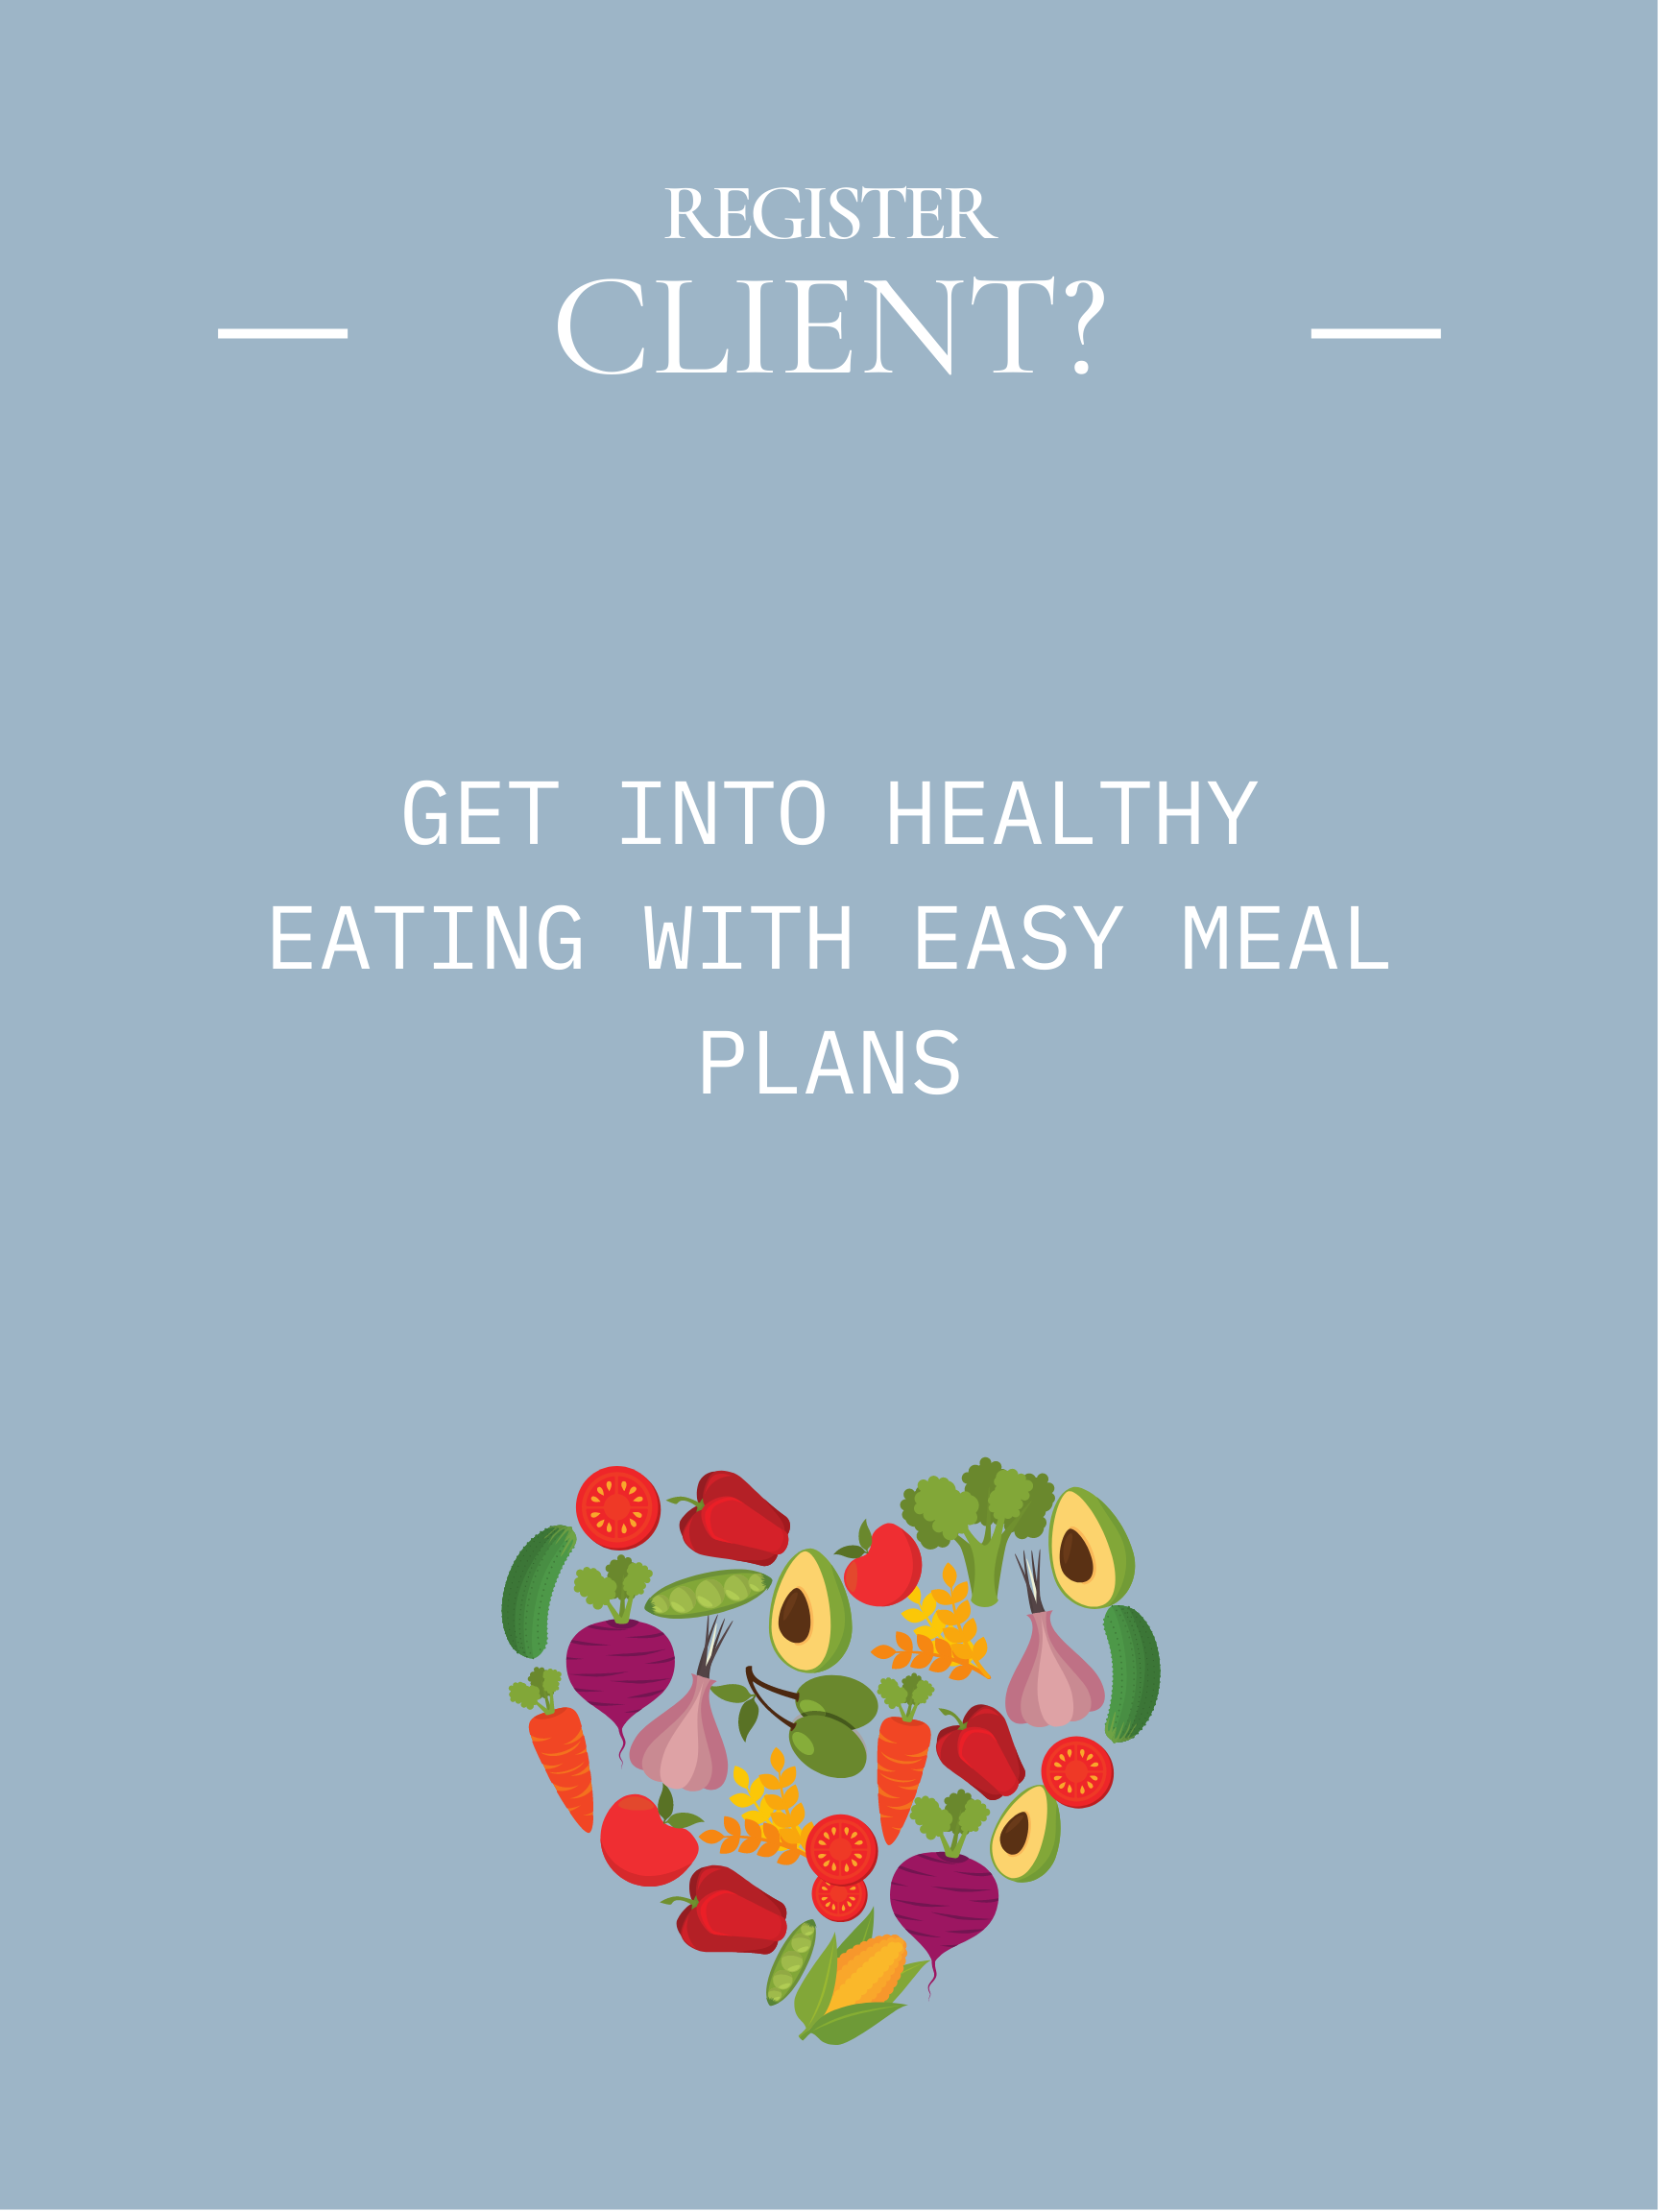 REGISTER
CLIENT?
GET INTO HEALTHY
EATING WITH EASY MEAL
PLANS